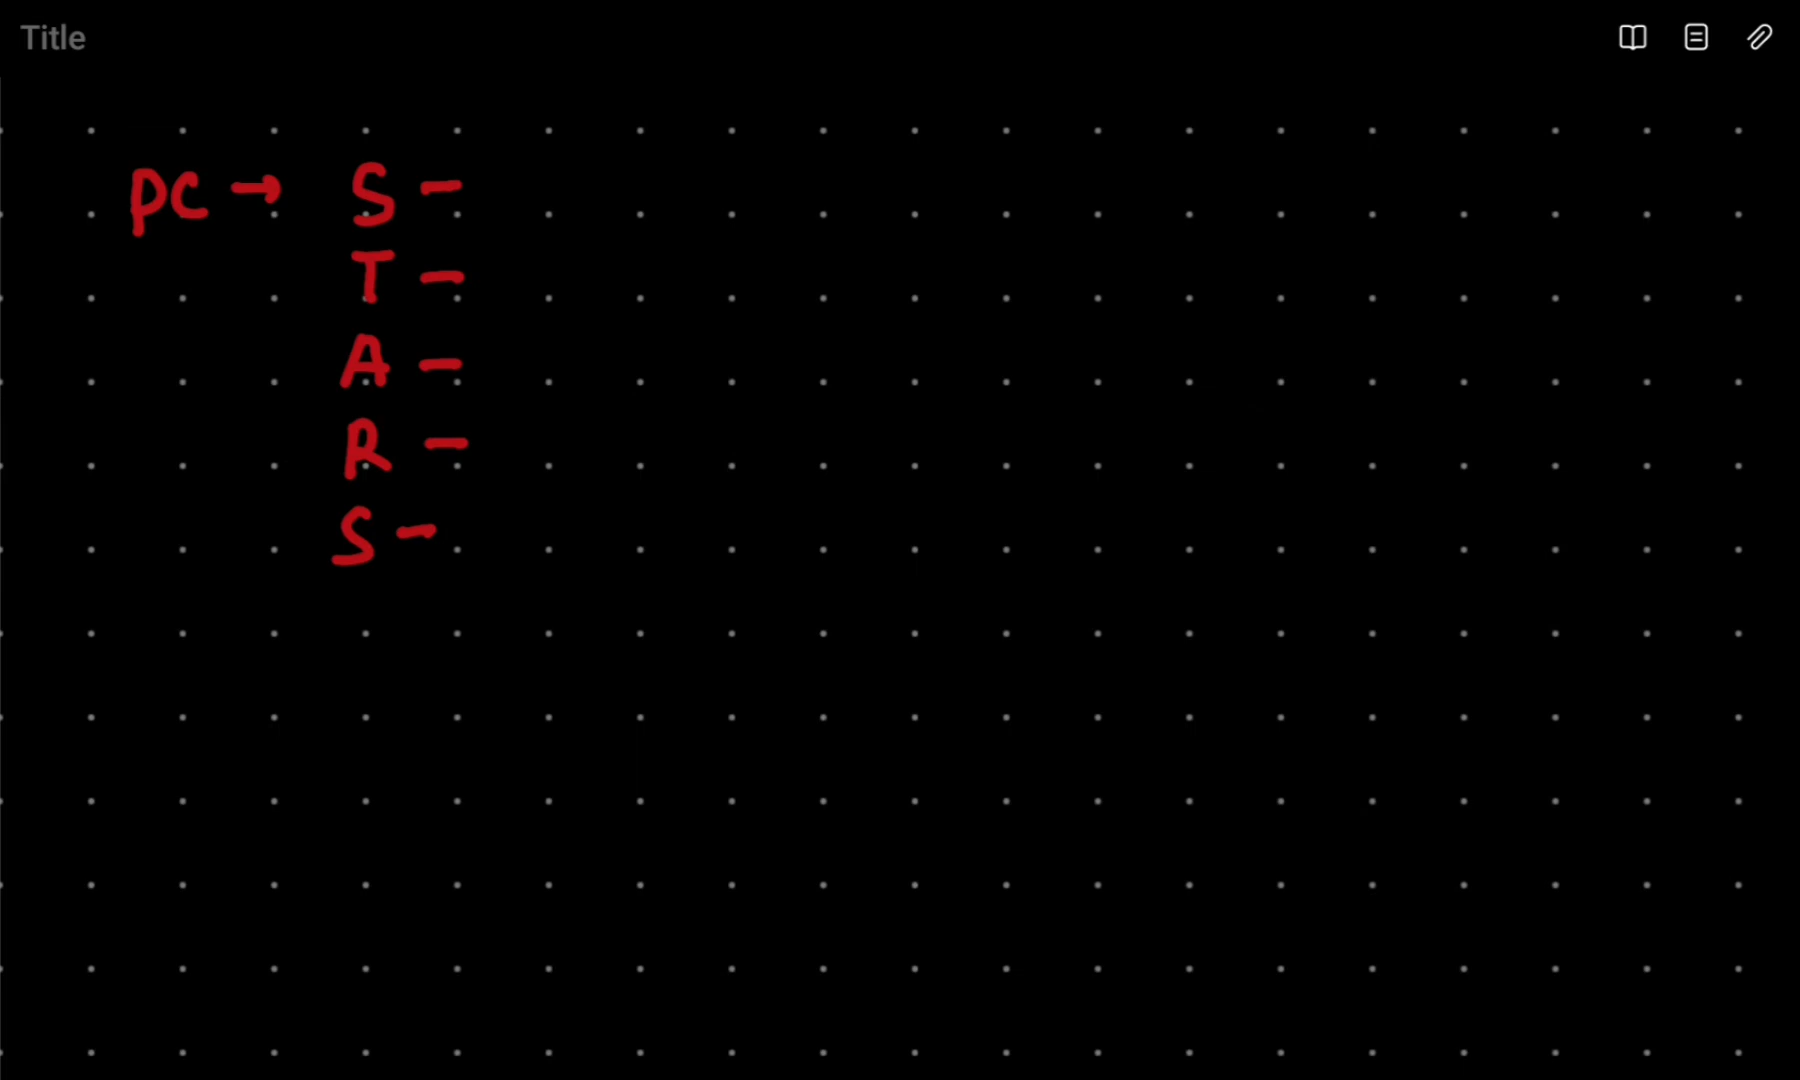 Title
PC → S -
T -
A -
R -
S -